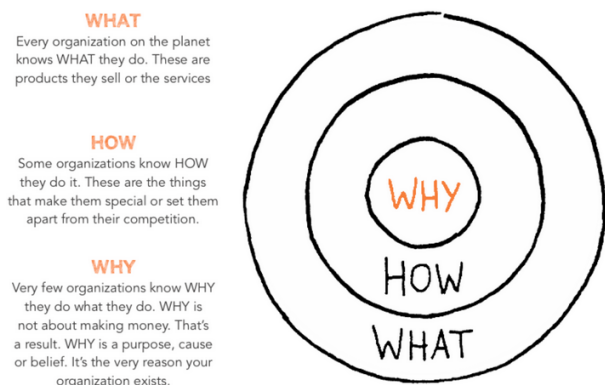 WHAT
Every organization on the planet
knows WHAT they do. These are
products they sell or the services
HOW
Some organizations know HOW
they do it. These are the things
that make them special or set them
apart from their competition.
WHY
Very few organizations know WHY
they do what they do. WHY is
not about making money. That's
a result. WHY is a purpose, cause
or belief. It's the very reason your
organization exists.
WHY
HOW
WHAT